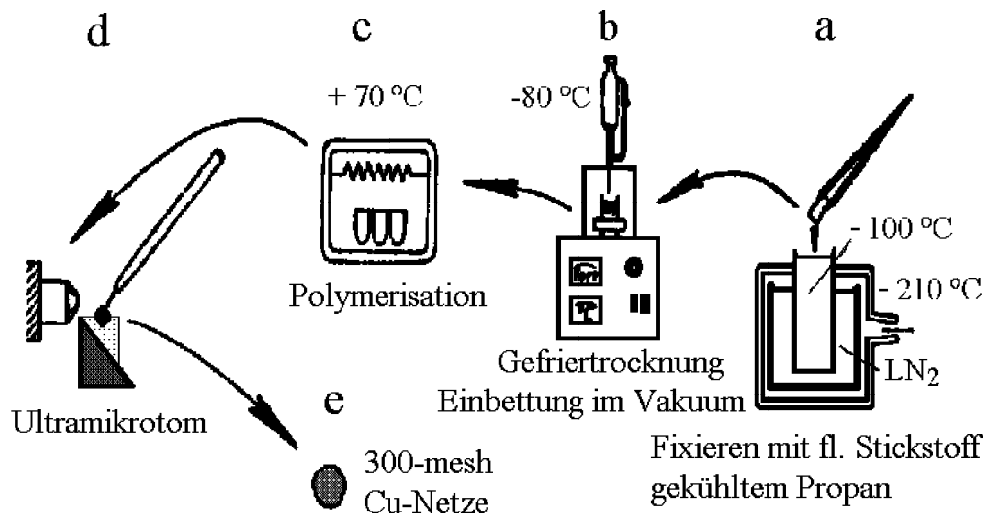 d
c
b
a
+ 70 °C
-80 °C
- 100 °C
- 210 °C
LN2
Polymerisation
Gefriertrocknung
Einbettung im Vakuum
Ultramikrotom
e
300-mesh
Cu-Netze
Fixieren mit fl. Stickstoff
gekühltem Propan